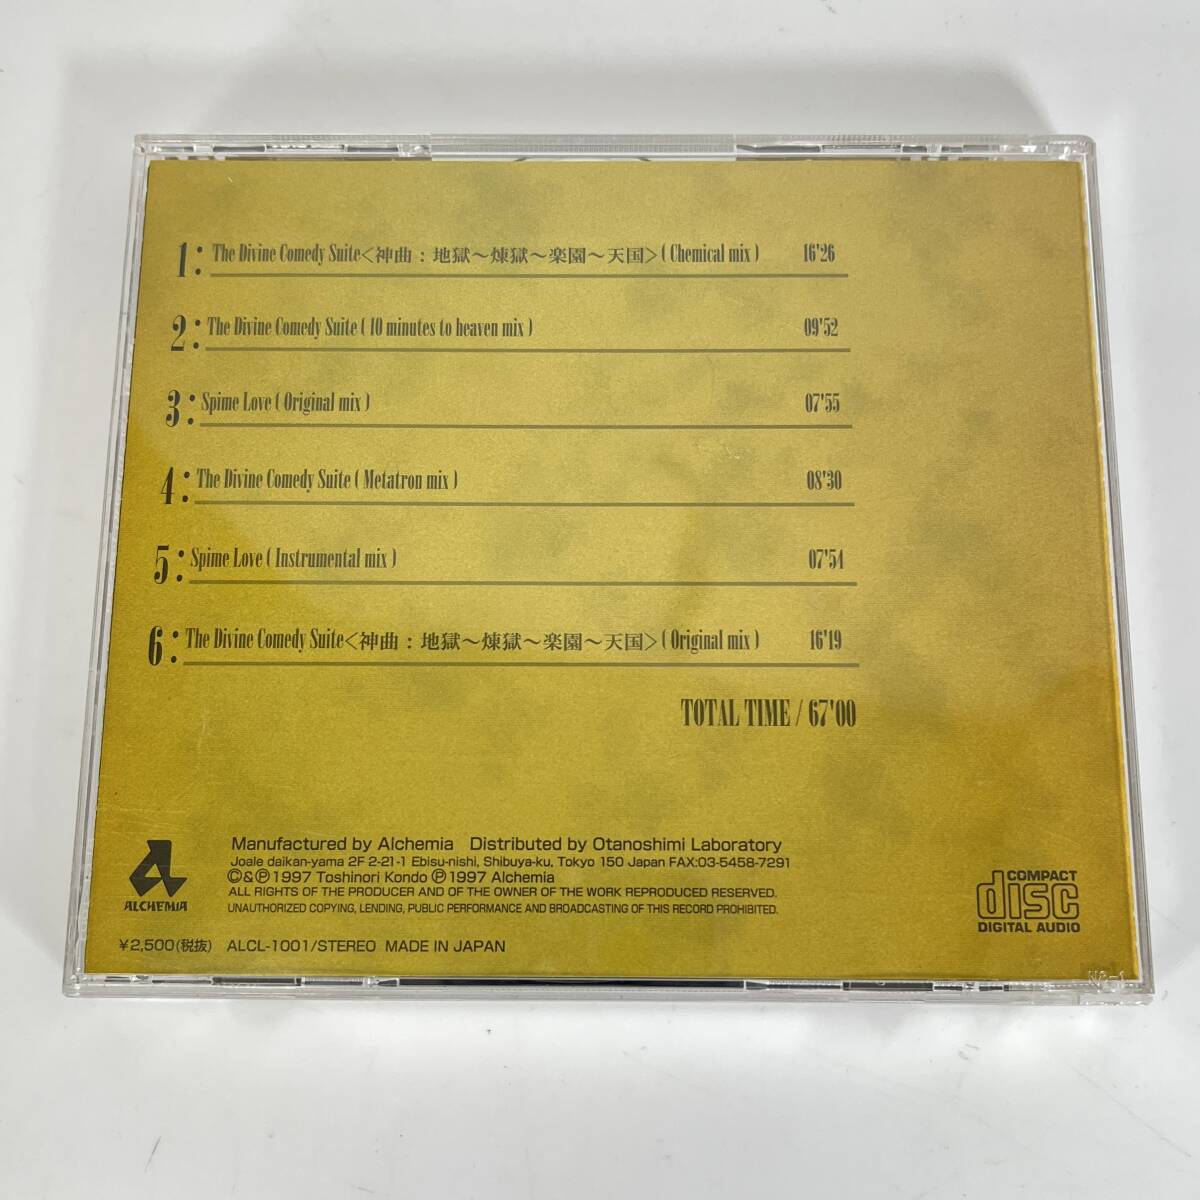 1: The Divine Comedy Suite<神曲：地獄～煉獄～楽園～天国> ( Chemical mix ) 16'26
2: The Divine Comedy Suite ( 10 minutes to heaven mix ) 09'52
3: Spime Love ( Original mix ) 07'55
4: The Divine Comedy Suite ( Metatron mix ) 08'30
5: Spime Love ( Instrumental mix ) 07'54
6: The Divine Comedy Suite<神曲：地獄～煉獄～楽園～天国> ( Original mix ) 16'19
TOTAL TIME / 67'00
Manufactured by Alchemia Distributed by Otanoshimi Laboratory
Joale daikan-yama 2F 2-21-1 Ebisu-nishi, Shibuya-ku, Tokyo 150 Japan FAX:03-5458-7291
©&℗1997 Toshinori Kondo ℗1997 Alchemia
ALL RIGHTS OF THE PRODUCER AND OF THE OWNER OF THE WORK REPRODUCED RESERVED.
UNAUTHORIZED COPYING, LENDING, PUBLIC PERFORMANCE AND BROADCASTING OF THIS RECORD PROHIBITED.
ALCHEMIA
¥2,500(税抜) ALCL-1001/STEREO MADE IN JAPAN
COMPACT
disc
DIGITAL AUDIO
N2-1